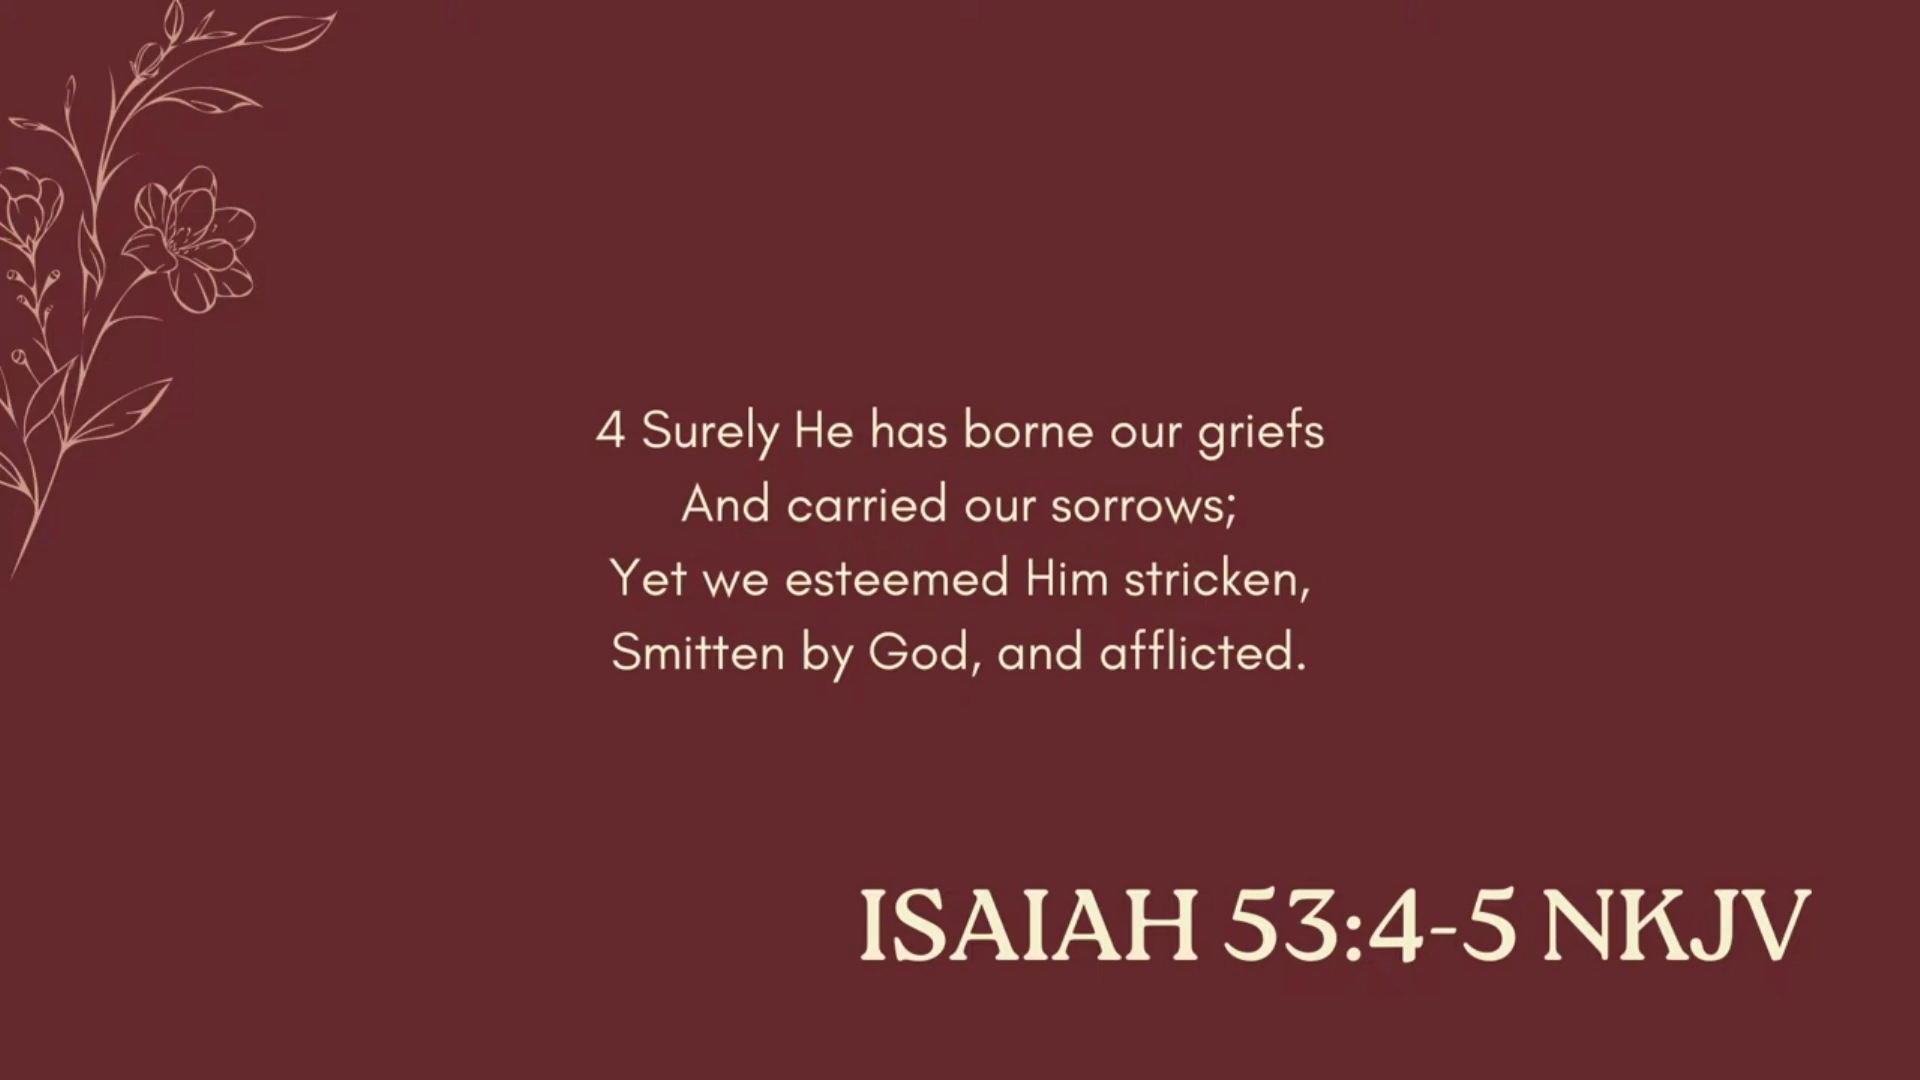 4 Surely He has borne our griefs
And carried our sorrows;
Yet we esteemed Him stricken,
Smitten by God, and afflicted.
ISAIAH 53:4-5 NKJV